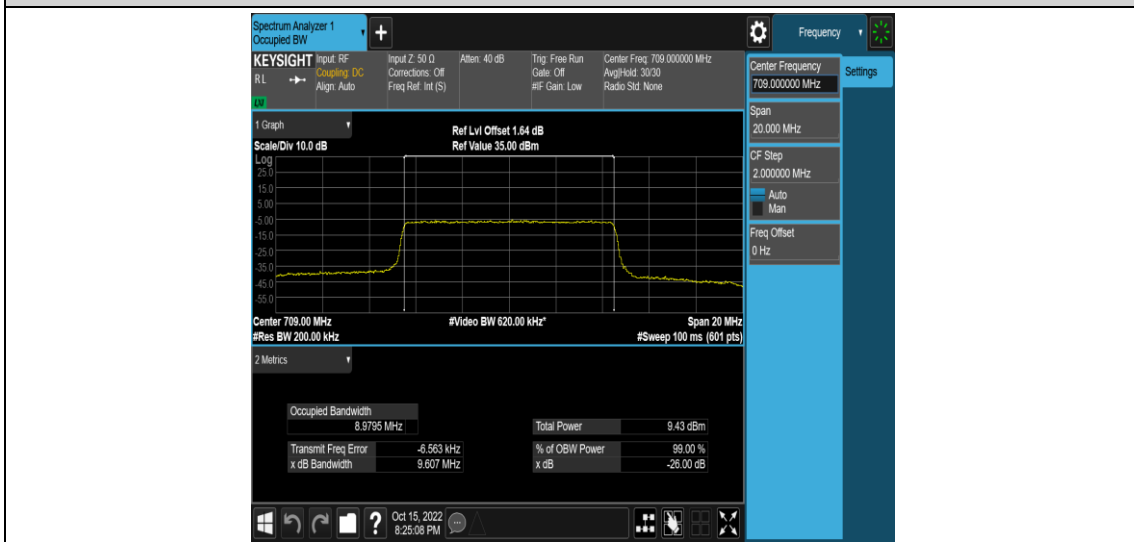 Spectrum Analyzer 1
Occupied BW
Frequency
KEYSIGHT
Input: RF
Coupling: DC
Align: Auto
Input Z: 50 Ω
Corrections: Off
Freq Ref: Int (S)
Atten: 40 dB
Trig: Free Run
Gate: Off
#IF Gain: Low
Center Freq: 709.000000 MHz
Avg|Hold: 30/30
Radio Std: None
RL
Center Frequency
709.000000 MHz
Settings
Span
20.000 MHz
CF Step
2.000000 MHz
Auto
Man
Freq Offset
0 Hz
1 Graph
Ref Lvl Offset 1.64 dB
Scale/Div 10.0 dB
Ref Value 35.00 dBm
Log
25.0
15.0
5.00
-5.00
-15.0
-25.0
-35.0
-45.0
-55.0
Center 709.00 MHz
#Video BW 620.00 kHz*
Span 20 MHz
#Res BW 200.00 kHz
#Sweep 100 ms (601 pts)
2 Metrics
Occupied Bandwidth
8.9795 MHz
Total Power 9.43 dBm
Transmit Freq Error -6.563 kHz
% of OBW Power 99.00 %
x dB Bandwidth 9.607 MHz
x dB -26.00 dB
?
Oct 15, 2022
8:25:08 PM